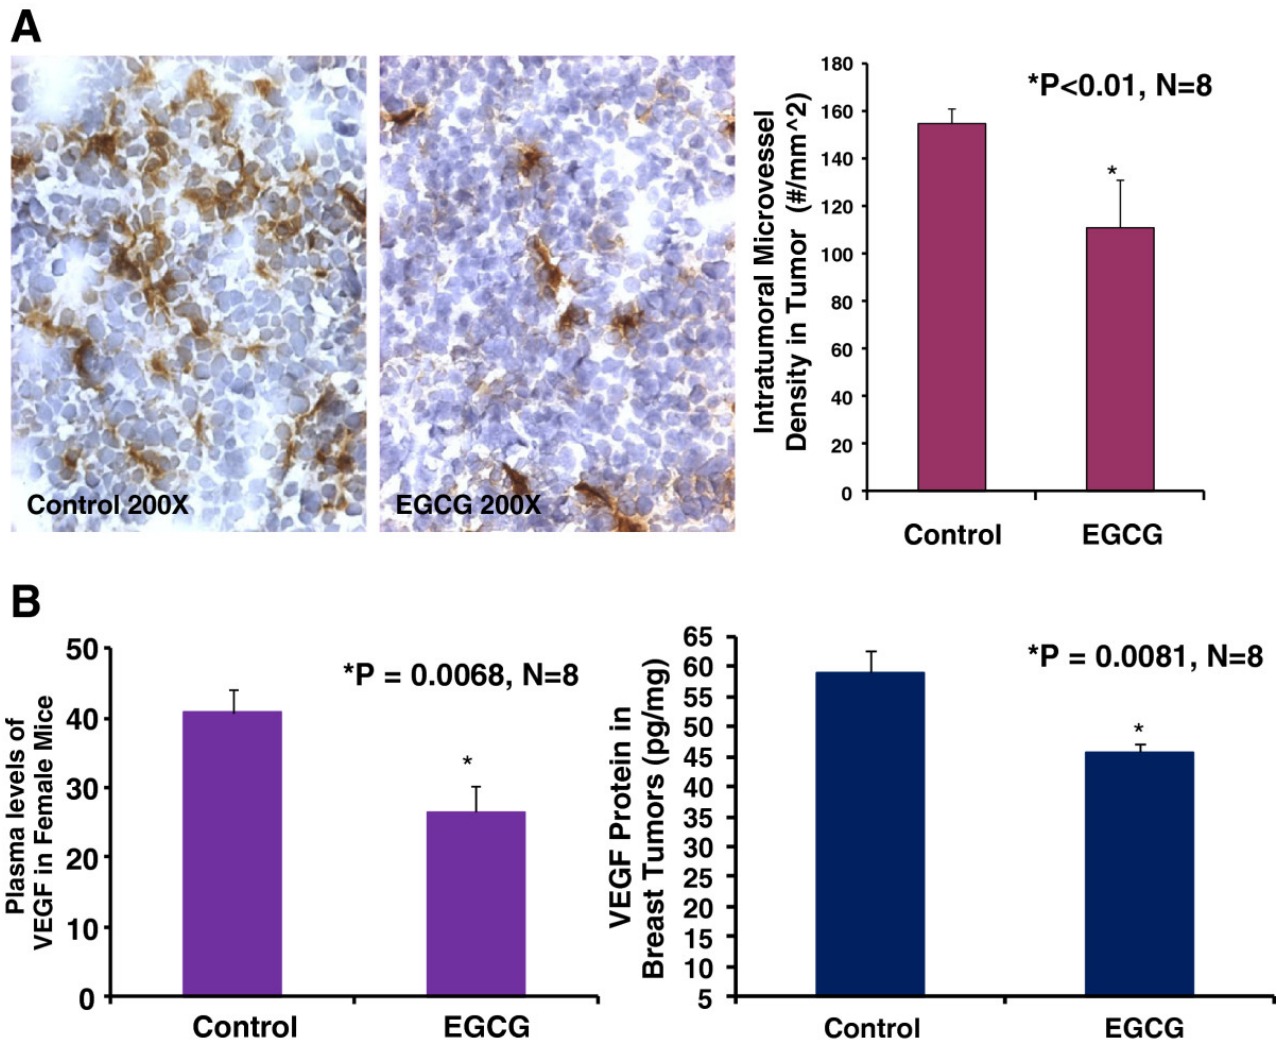 A
Control 200X
EGCG 200X
Intratumoral Microvessel
Density in Tumor (#/mm^2)
180
160
140
120
100
80
60
40
20
0
*P<0.01, N=8
*
Control
EGCG
B
Plasma levels of
VEGF in Female Mice
50
40
30
20
10
0
*P = 0.0068, N=8
*
Control
EGCG
VEGF Protein in
Breast Tumors (pg/mg)
65
60
55
50
45
40
35
30
25
20
15
10
5
*P = 0.0081, N=8
*
Control
EGCG